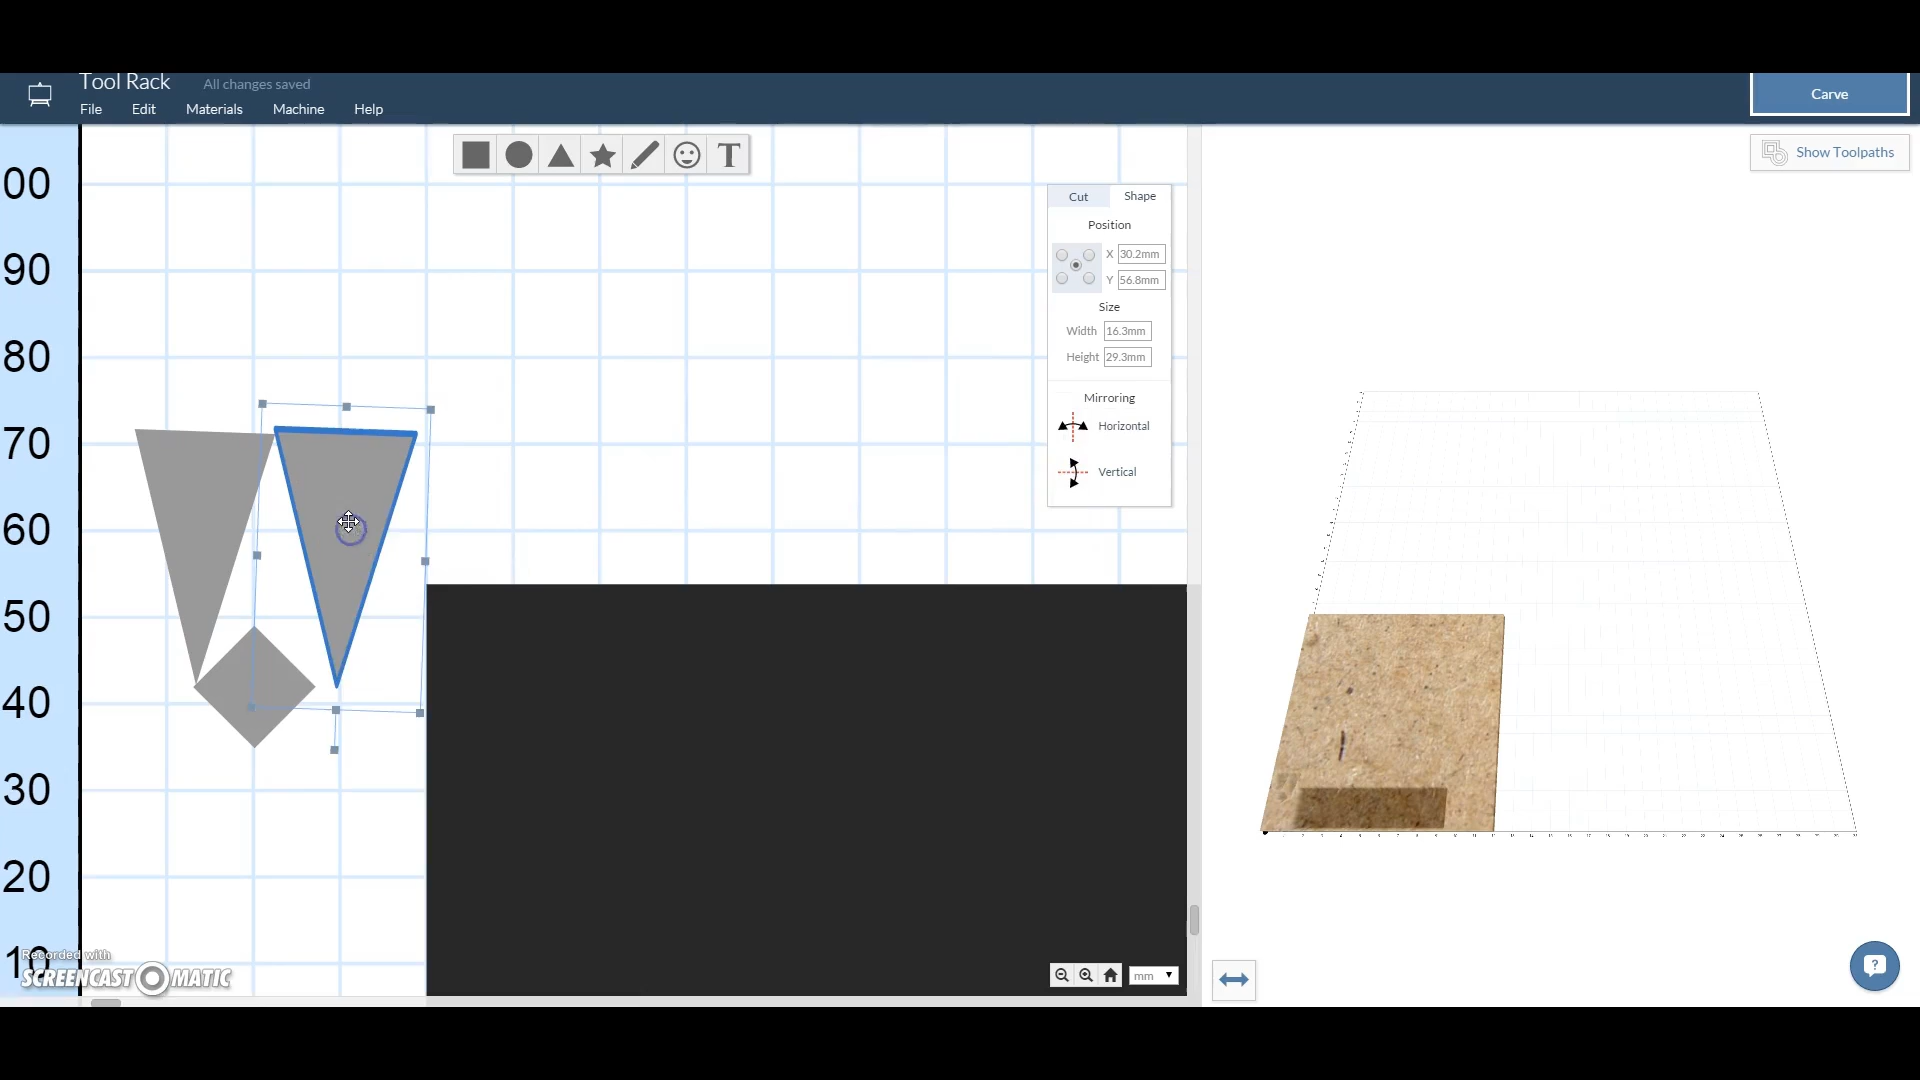 Tool Rack All changes saved
File Edit Materials Machine Help
Carve
Show Toolpaths
T
00
90
80
70
60
50
40
30
20
10
Cut Shape
Position
X 30.2mm
Y 56.8mm
Size
Width 16.3mm
Height 29.3mm
Mirroring
Horizontal
Vertical
Recorded with
SCREENCAST MATIC
mm
?